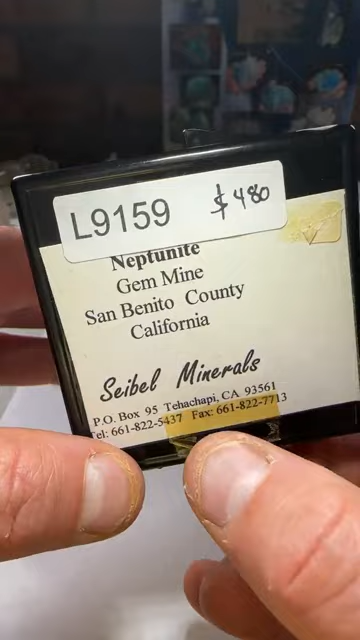 L9159 $480
Neptunite
Gem Mine
San Benito County
California
Seibel Minerals
P.O. Box 95 Tehachapi, CA 93561
Tel: 661-822-5437 Fax: 661-822-7713